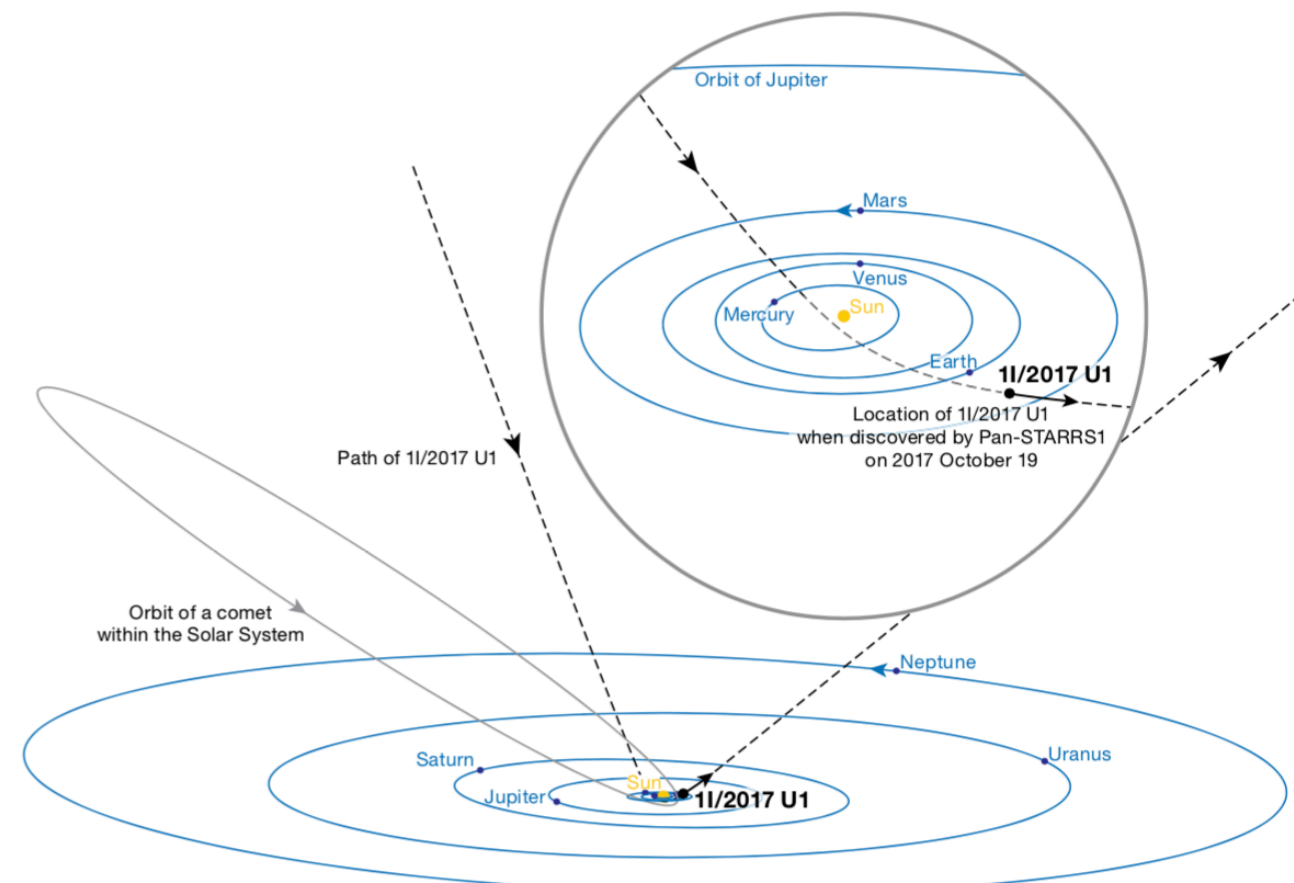 Orbit of Jupiter
Mars
Venus
Sun
Mercury
Earth
1I/2017 U1
Location of 1I/2017 U1
when discovered by Pan-STARRS1
on 2017 October 19
Path of 1I/2017 U1
Orbit of a comet
within the Solar System
Neptune
Uranus
Saturn
Sun
Jupiter
1I/2017 U1